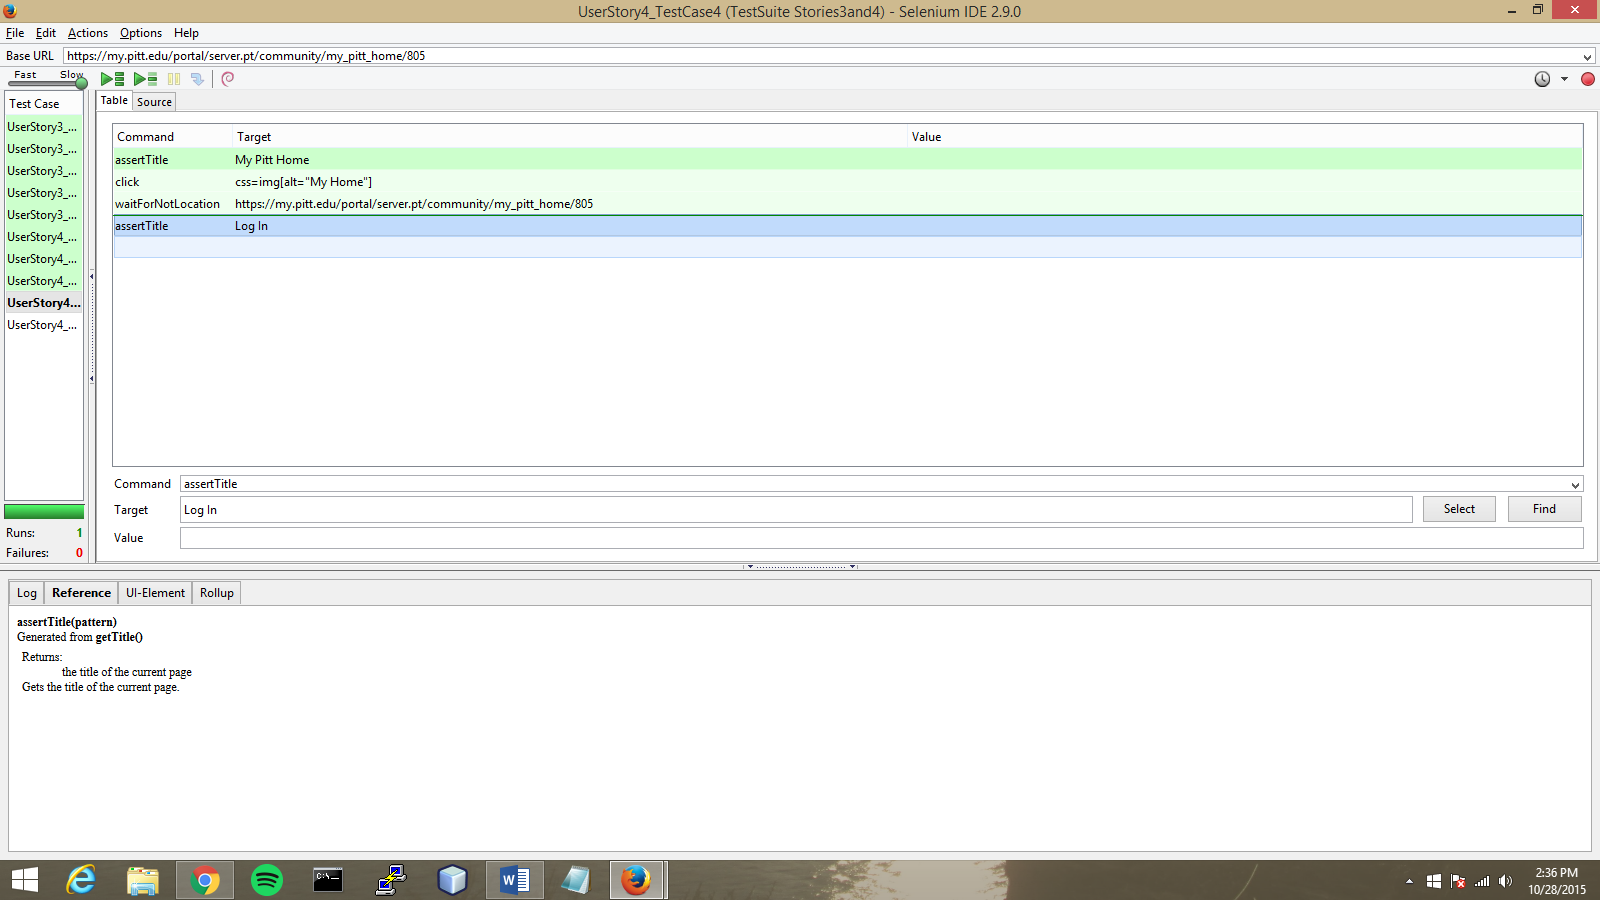 UserStory4_TestCase4 (TestSuite Stories3and4) - Selenium IDE 2.9.0
File Edit Actions Options Help
Base URL https://my.pitt.edu/portal/server.pt/community/my_pitt_home/805
Fast Slow
Test Case
UserStory3_...
UserStory3_...
UserStory3_...
UserStory3_...
UserStory3_...
UserStory4_...
UserStory4_...
UserStory4_...
UserStory4...
UserStory4_...
Runs: 1
Failures: 0
Table Source
Command Target Value
assertTitle My Pitt Home
click css=img[alt="My Home"]
waitForNotLocation https://my.pitt.edu/portal/server.pt/community/my_pitt_home/805
assertTitle Log In
Command assertTitle
Target Log In Select Find
Value
Log Reference UI-Element Rollup
assertTitle(pattern)
Generated from getTitle()
Returns:
the title of the current page
Gets the title of the current page.
C:\_
W
2:36 PM
10/28/2015